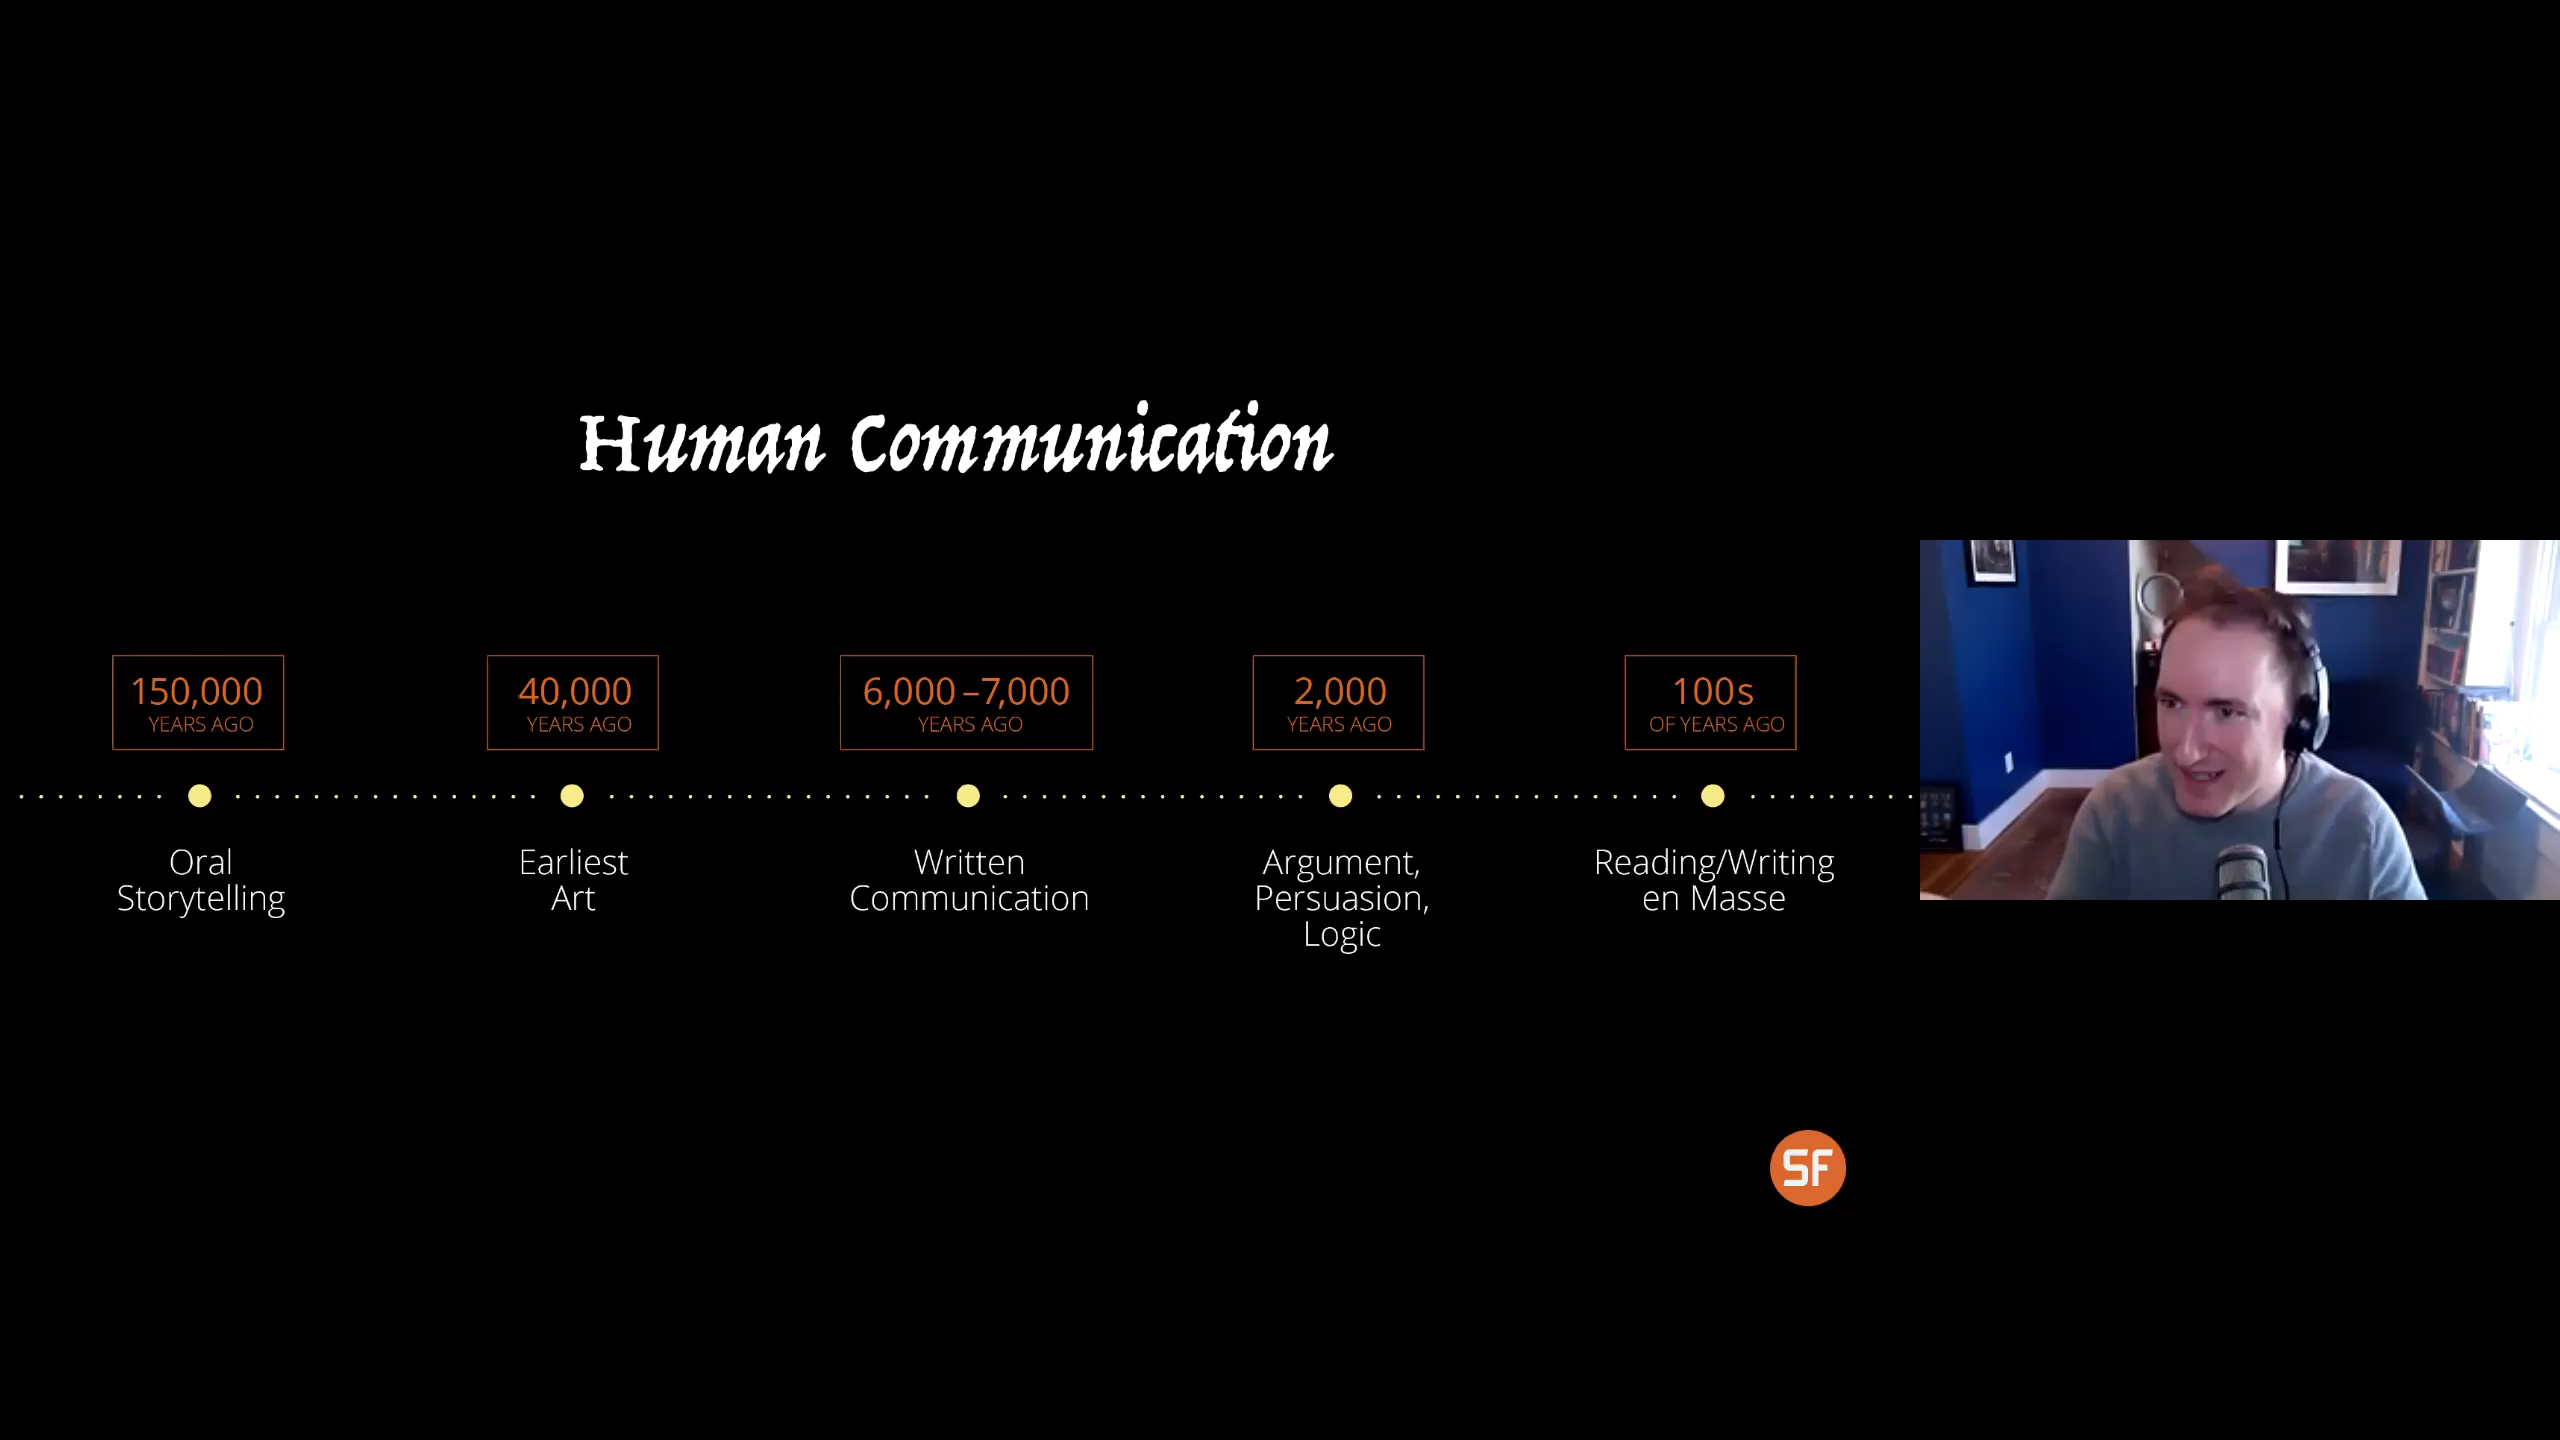 Human Communication
150,000
YEARS AGO
40,000
YEARS AGO
6,000–7,000
YEARS AGO
2,000
YEARS AGO
100s
OF YEARS AGO
Oral
Storytelling
Earliest
Art
Written
Communication
Argument,
Persuasion,
Logic
Reading/Writing
en Masse
SF